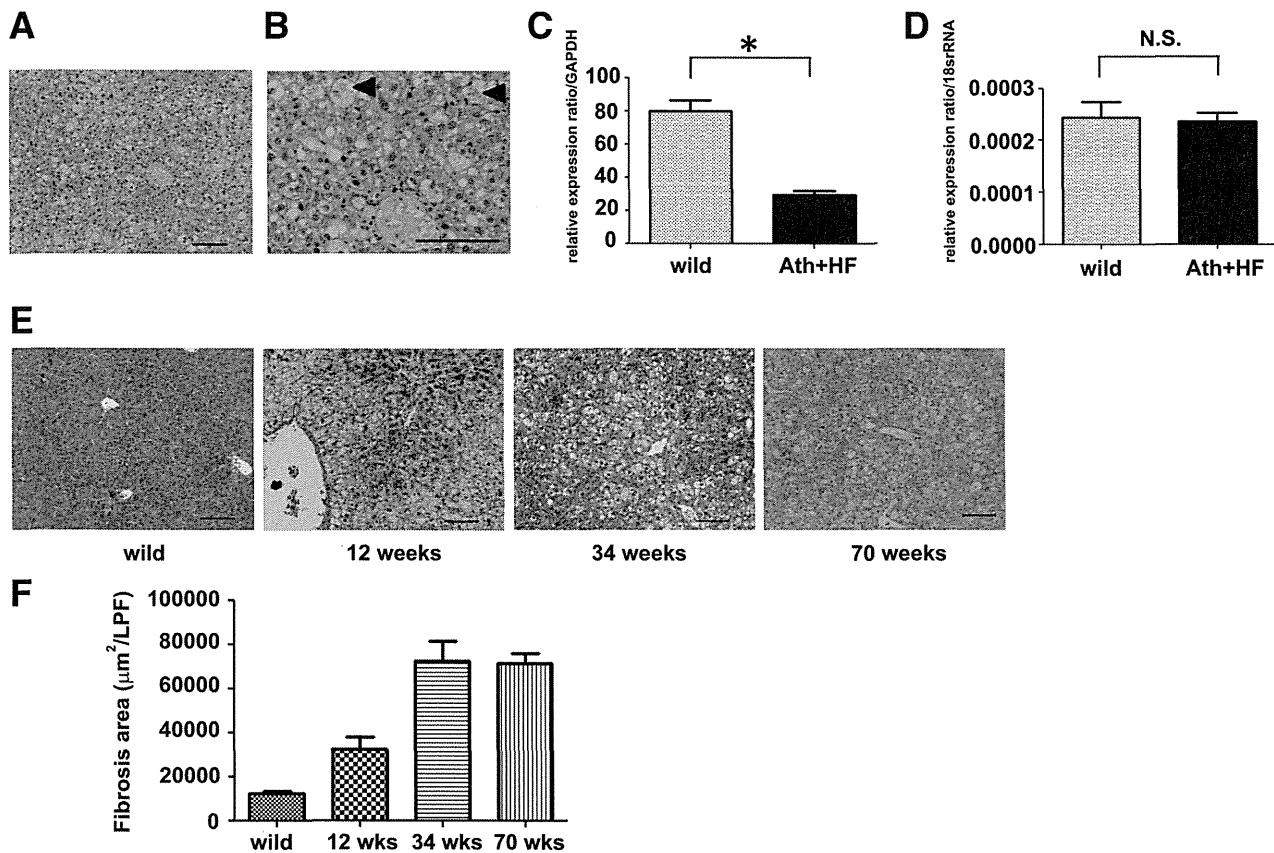 A
B
C
D
relative expression ratio/GAPDH
100
80
60
40
20
0
*
wild
Ath+HF
relative expression ratio/18srRNA
0.0003
0.0002
0.0001
0.0000
N.S.
wild
Ath+HF
E
wild
12 weeks
34 weeks
70 weeks
F
Fibrosis area (μm²/LPF)
100000
80000
60000
40000
20000
0
wild
12 wks
34 wks
70 wks